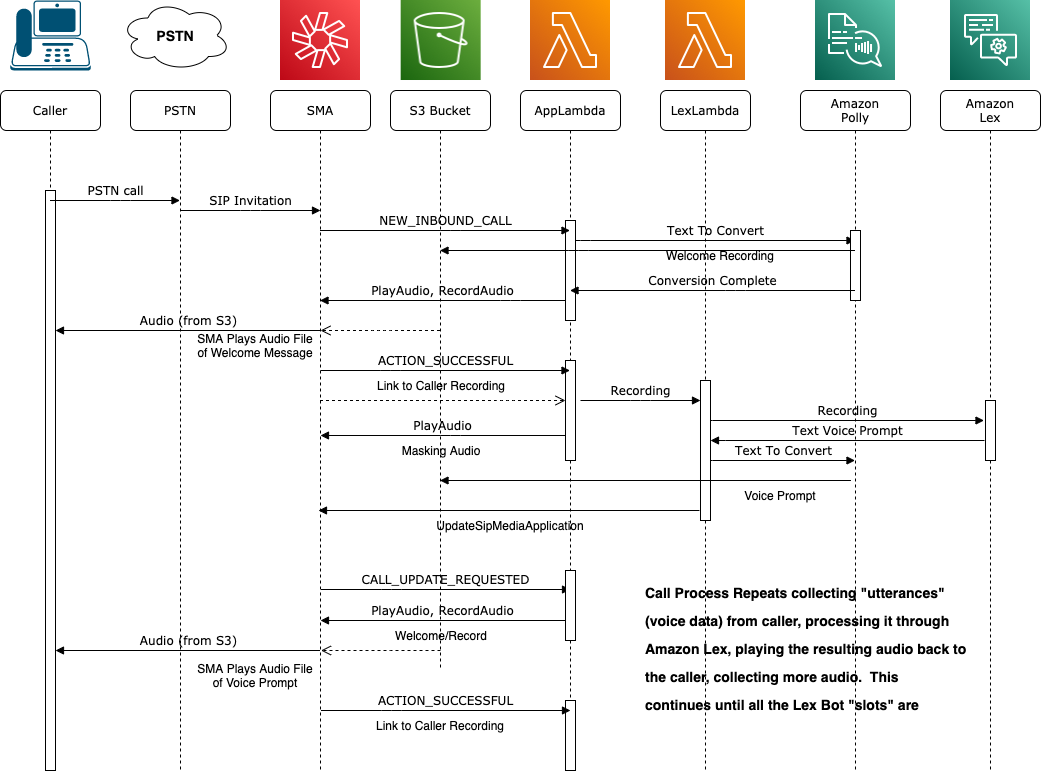 PSTN
Caller
PSTN
SMA
S3 Bucket
AppLambda
LexLambda
Amazon
Polly
Amazon
Lex
PSTN call
SIP Invitation
NEW_INBOUND_CALL
Text To Convert
Welcome Recording
Conversion Complete
PlayAudio, RecordAudio
Audio (from S3)
SMA Plays Audio File
of Welcome Message
ACTION_SUCCESSFUL
Link to Caller Recording
Recording
Recording
PlayAudio
Text Voice Prompt
Masking Audio
Text To Convert
Voice Prompt
UpdateSipMediaApplication
CALL_UPDATE_REQUESTED
PlayAudio, RecordAudio
Welcome/Record
Audio (from S3)
SMA Plays Audio File
of Voice Prompt
ACTION_SUCCESSFUL
Link to Caller Recording
Call Process Repeats collecting "utterances"
(voice data) from caller, processing it through
Amazon Lex, playing the resulting audio back to
the caller, collecting more audio.  This
continues until all the Lex Bot "slots" are